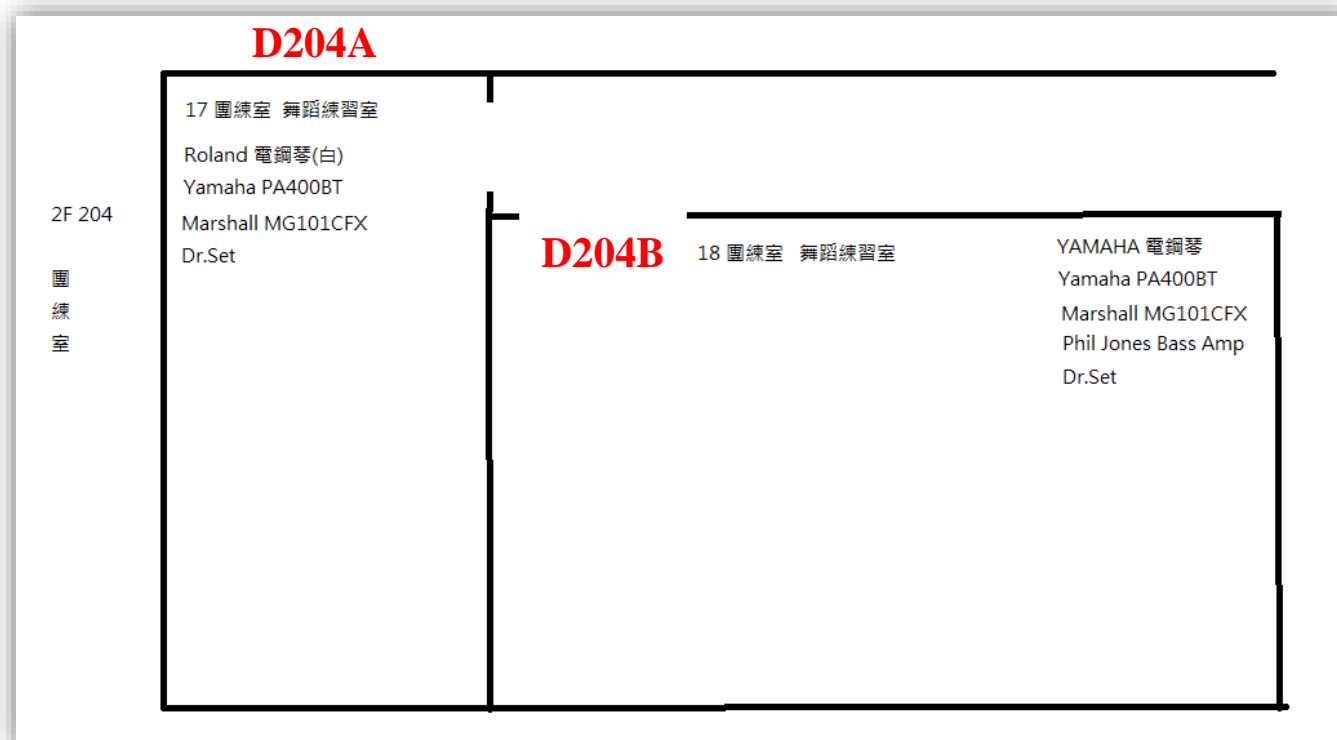 D204A
17 團練室 舞蹈練習室
Roland 電鋼琴(白)
Yamaha PA400BT
Marshall MG101CFX
Dr.Set
2F 204
團
練
室
D204B
18 團練室 舞蹈練習室
YAMAHA 電鋼琴
Yamaha PA400BT
Marshall MG101CFX
Phil Jones Bass Amp
Dr.Set